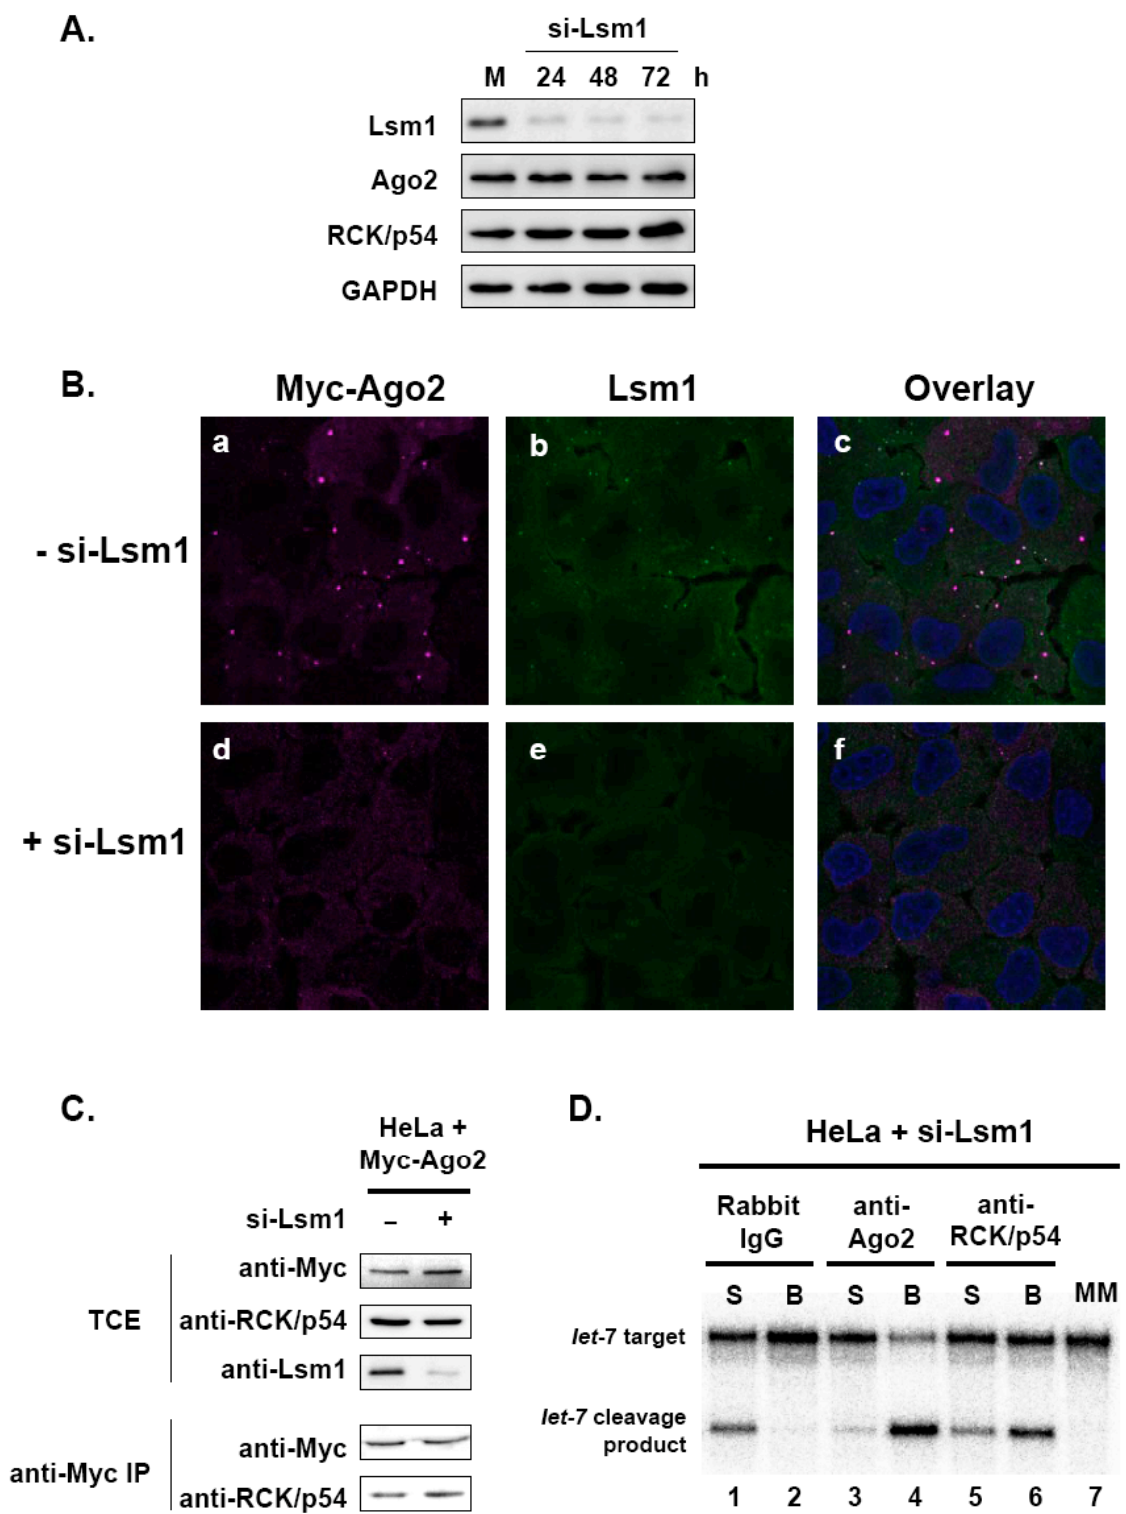 A.
si-Lsm1
M 24 48 72 h
Lsm1
Ago2
RCK/p54
GAPDH
B.
Myc-Ago2 Lsm1 Overlay
- si-Lsm1
a b c
+ si-Lsm1
d e f
C.
HeLa +
Myc-Ago2
si-Lsm1 – +
TCE
anti-Myc
anti-RCK/p54
anti-Lsm1
anti-Myc IP
anti-Myc
anti-RCK/p54
D.
HeLa + si-Lsm1
Rabbit
IgG
anti-
Ago2
anti-
RCK/p54
S B S B S B MM
let-7 target
let-7 cleavage
product
1 2 3 4 5 6 7